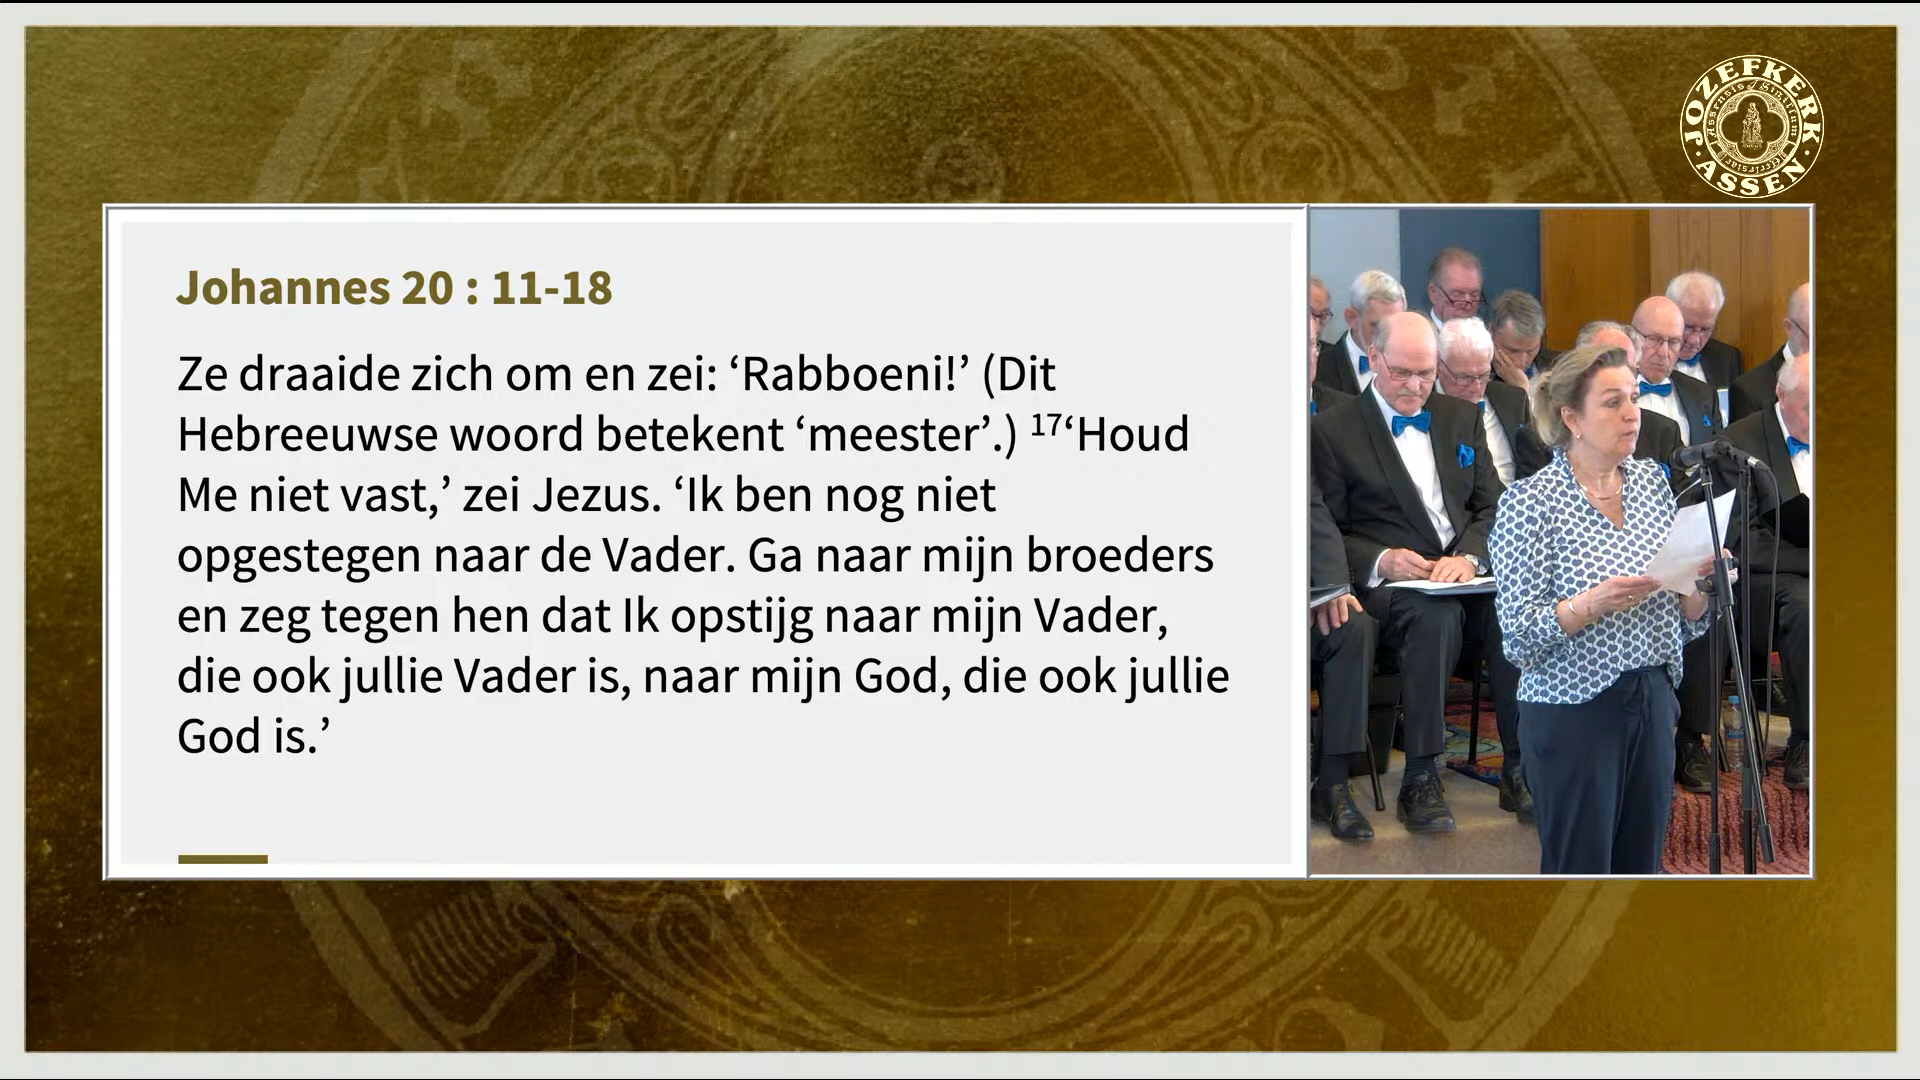 JOZEFKERK
· ASSEN ·
Johannes 20 : 11-18
Ze draaide zich om en zei: ‘Rabboeni!’ (Dit
Hebreeuwse woord betekent ‘meester’.) ¹⁷‘Houd
Me niet vast,’ zei Jezus. ‘Ik ben nog niet
opgestegen naar de Vader. Ga naar mijn broeders
en zeg tegen hen dat Ik opstijg naar mijn Vader,
die ook jullie Vader is, naar mijn God, die ook jullie
God is.’